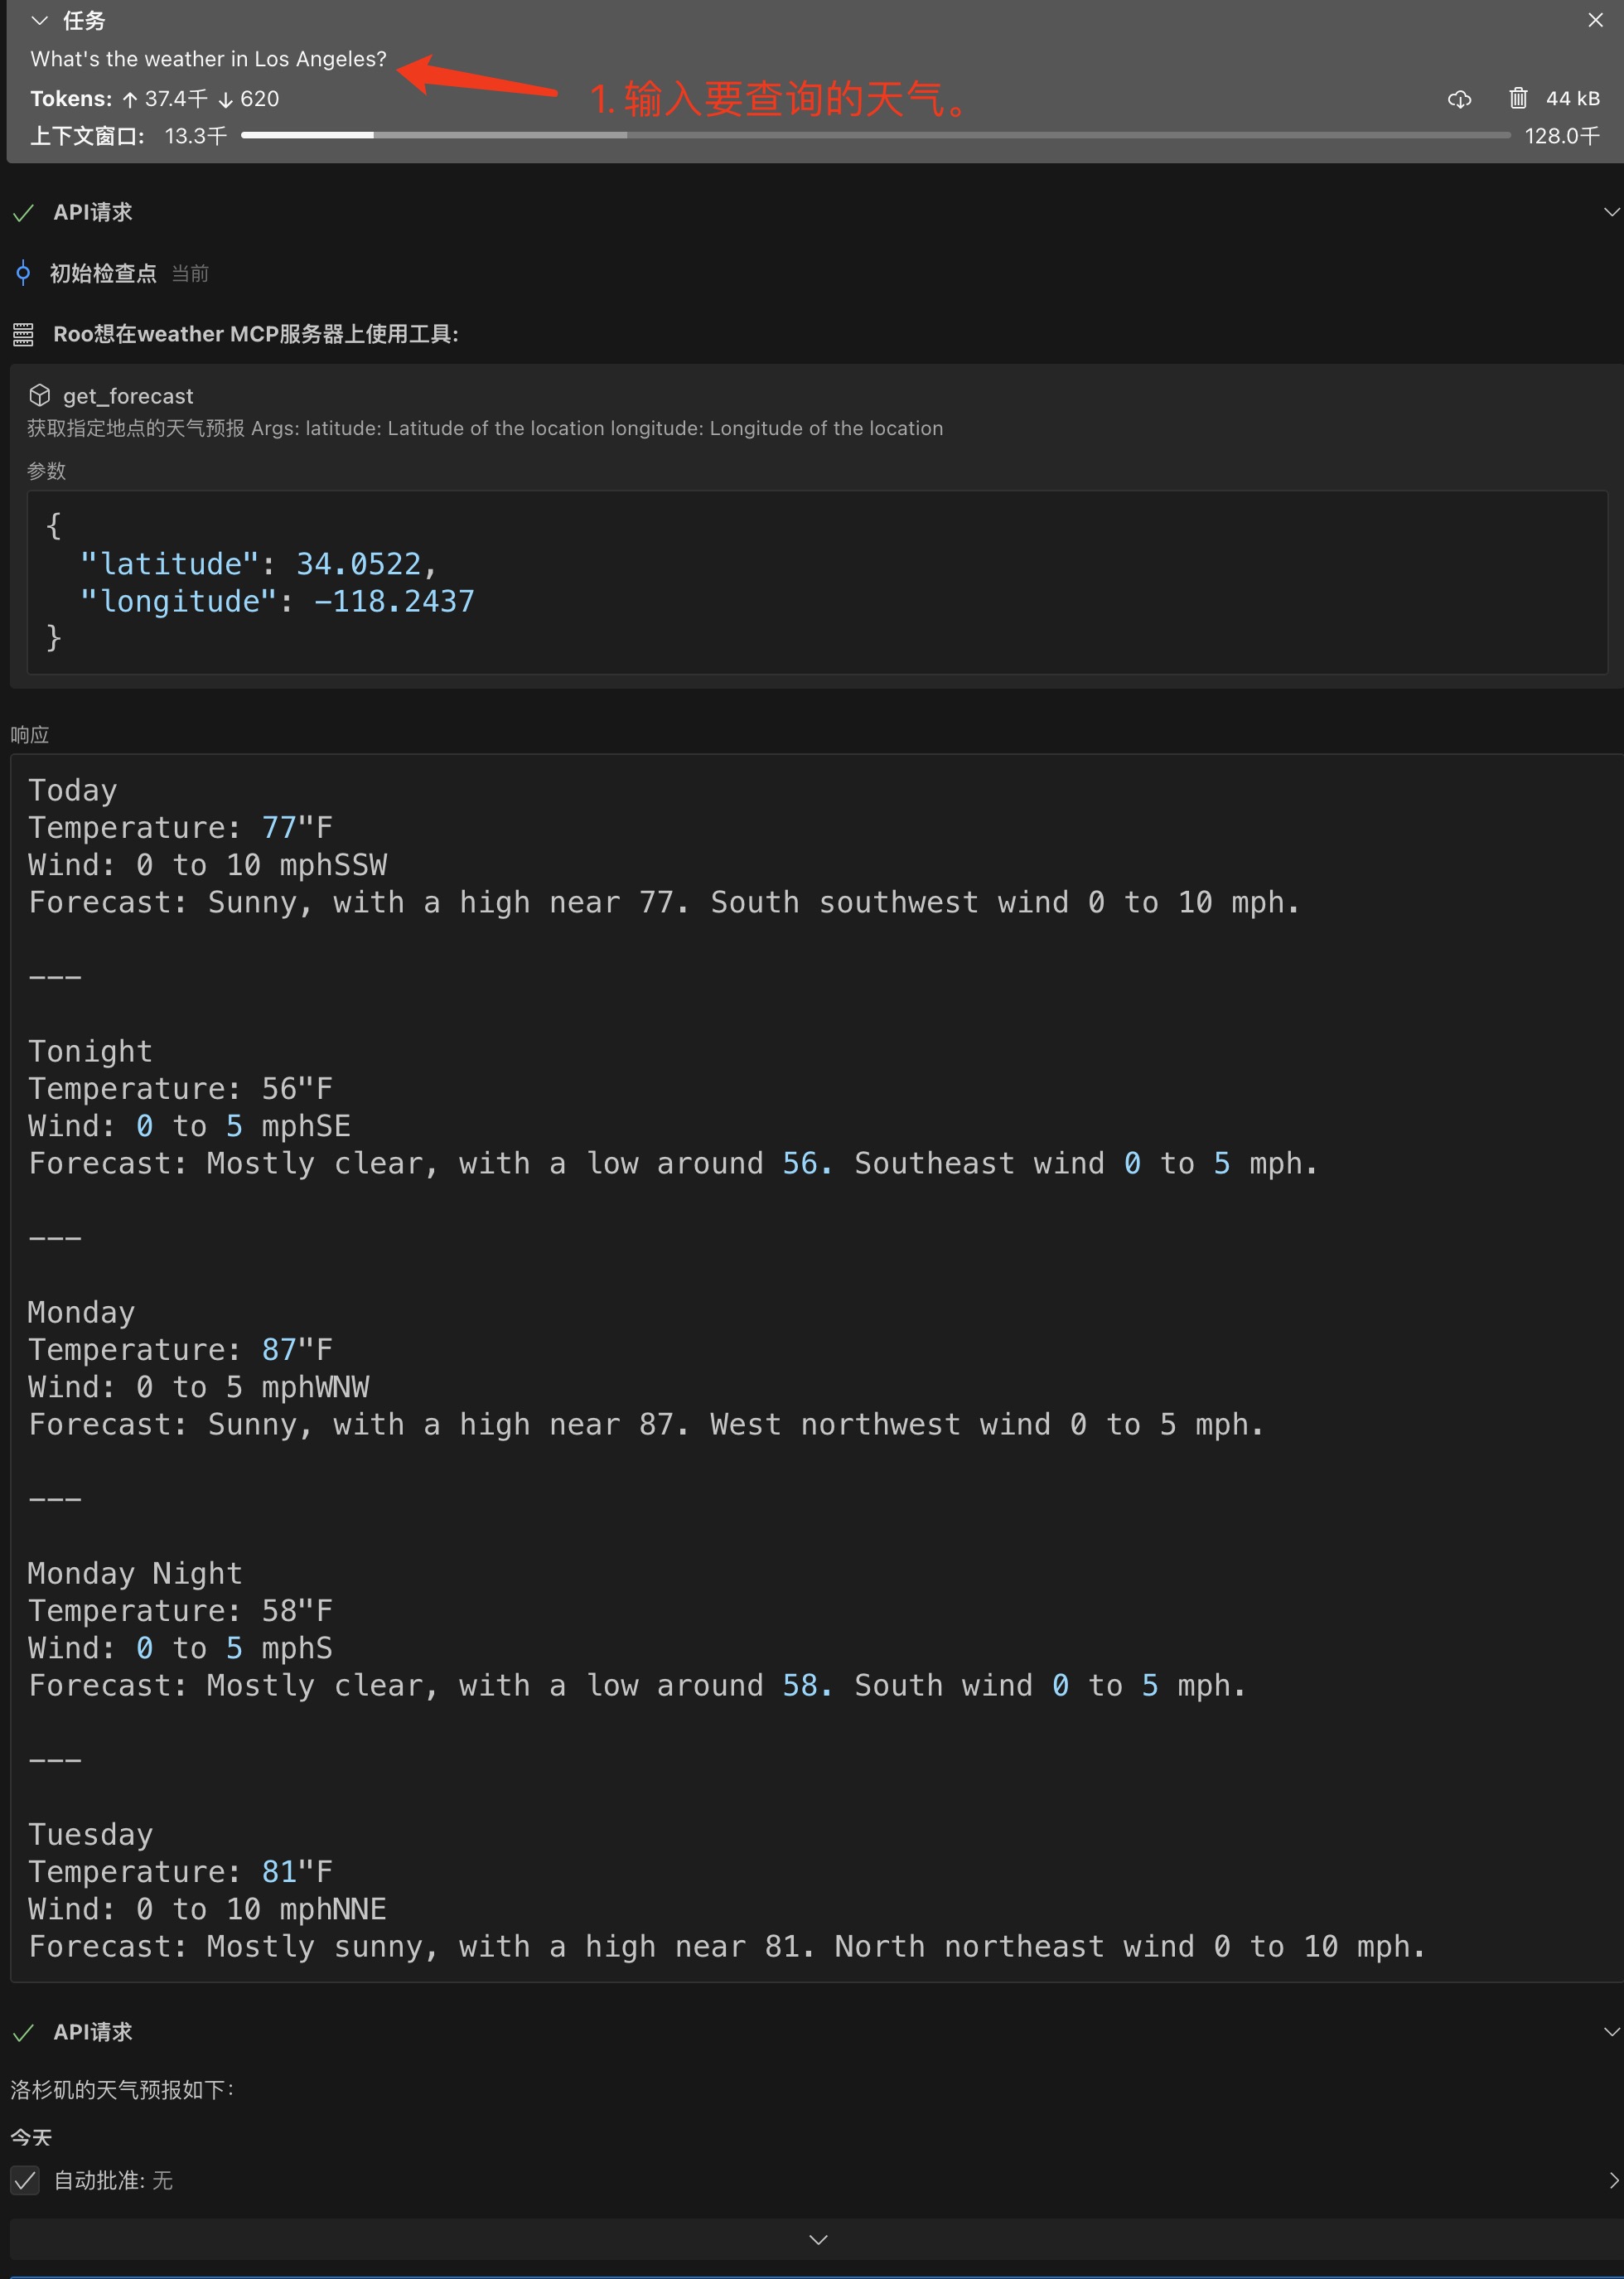 任务
What's the weather in Los Angeles?
Tokens: ↑ 37.4千 ↓ 620
44 kB
1. 输入要查询的天气。
上下文窗口: 13.3千
128.0千
API请求
初始检查点 当前
Roo想在weather MCP服务器上使用工具:
get_forecast
获取指定地点的天气预报 Args: latitude: Latitude of the location longitude: Longitude of the location
参数
{
"latitude": 34.0522,
"longitude": -118.2437
}
响应
Today
Temperature: 77"F
Wind: 0 to 10 mphSSW
Forecast: Sunny, with a high near 77. South southwest wind 0 to 10 mph.
---
Tonight
Temperature: 56"F
Wind: 0 to 5 mphSE
Forecast: Mostly clear, with a low around 56. Southeast wind 0 to 5 mph.
---
Monday
Temperature: 87"F
Wind: 0 to 5 mphWNW
Forecast: Sunny, with a high near 87. West northwest wind 0 to 5 mph.
---
Monday Night
Temperature: 58"F
Wind: 0 to 5 mphS
Forecast: Mostly clear, with a low around 58. South wind 0 to 5 mph.
---
Tuesday
Temperature: 81"F
Wind: 0 to 10 mphNNE
Forecast: Mostly sunny, with a high near 81. North northeast wind 0 to 10 mph.
API请求
洛杉矶的天气预报如下：
今天
自动批准: 无